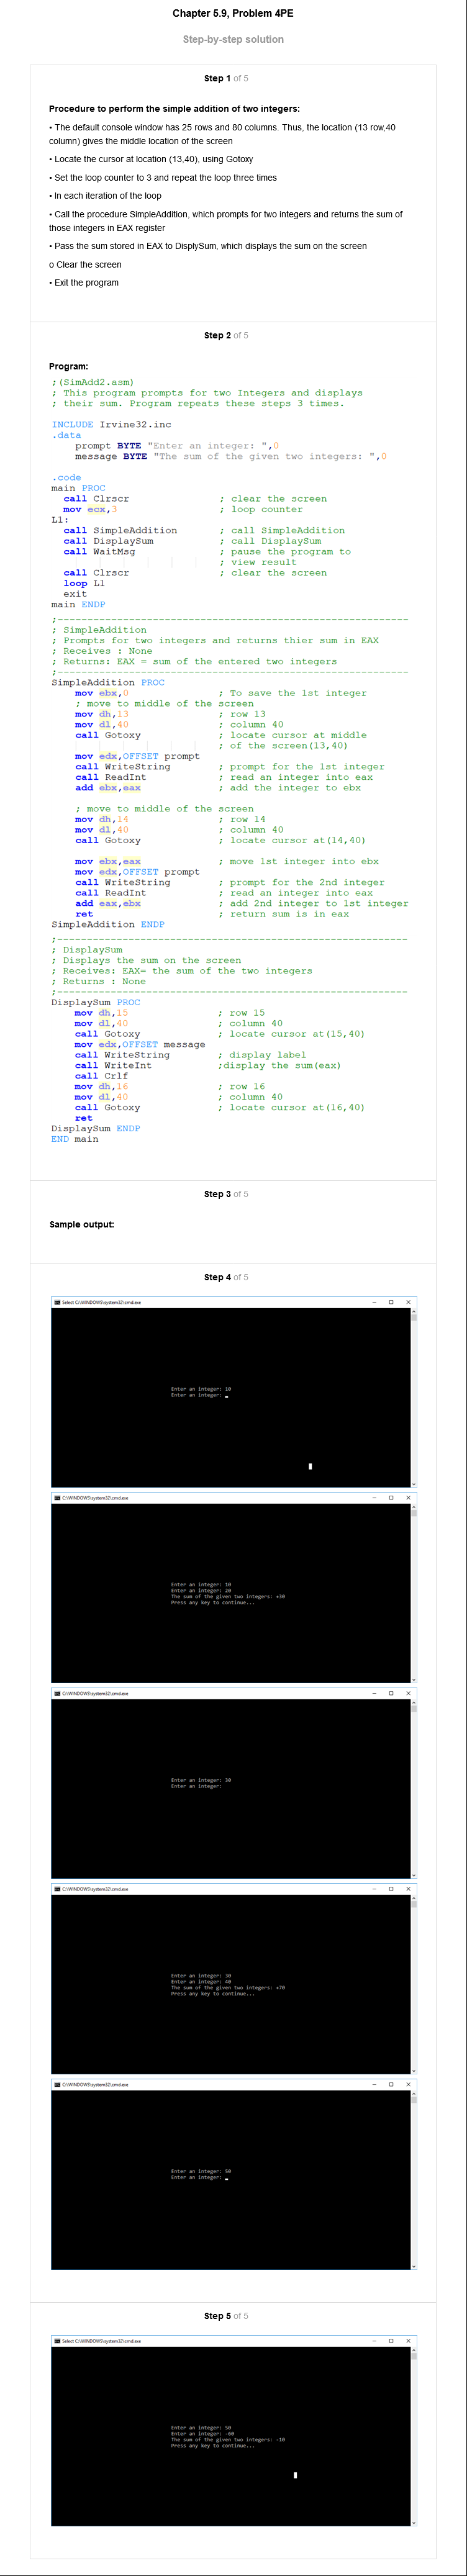 Chapter 5.9, Problem 4PE
Step-by-step solution
Step 1 of 5
Procedure to perform the simple addition of two integers:
• The default console window has 25 rows and 80 columns. Thus, the location (13 row,40
column) gives the middle location of the screen
• Locate the cursor at location (13,40), using Gotoxy
• Set the loop counter to 3 and repeat the loop three times
• In each iteration of the loop
• Call the procedure SimpleAddition, which prompts for two integers and returns the sum of
those integers in EAX register
• Pass the sum stored in EAX to DisplySum, which displays the sum on the screen
o Clear the screen
• Exit the program
Step 2 of 5
Program:
;(SimAdd2.asm)
; This program prompts for two Integers and displays
; their sum. Program repeats these steps 3 times.
INCLUDE Irvine32.inc
.data
prompt BYTE "Enter an integer: ",0
message BYTE "The sum of the given two integers: ",0
.code
main PROC
call Clrscr ; clear the screen
mov ecx,3 ; loop counter
L1:
call SimpleAddition ; call SimpleAddition
call DisplaySum ; call DisplaySum
call WaitMsg ; pause the program to
; view result
call Clrscr ; clear the screen
loop L1
exit
main ENDP
;-----------------------------------------------------------
; SimpleAddition
; Prompts for two integers and returns thier sum in EAX
; Receives : None
; Returns: EAX = sum of the entered two integers
;-----------------------------------------------------------
SimpleAddition PROC
mov ebx,0 ; To save the 1st integer
; move to middle of the screen
mov dh,13 ; row 13
mov dl,40 ; column 40
call Gotoxy ; locate cursor at middle
; of the screen(13,40)
mov edx,OFFSET prompt
call WriteString ; prompt for the 1st integer
call ReadInt ; read an integer into eax
add ebx,eax ; add the integer to ebx
; move to middle of the screen
mov dh,14 ; row 14
mov dl,40 ; column 40
call Gotoxy ; locate cursor at(14,40)
mov ebx,eax ; move 1st integer into ebx
mov edx,OFFSET prompt
call WriteString ; prompt for the 2nd integer
call ReadInt ; read an integer into eax
add eax,ebx ; add 2nd integer to 1st integer
ret ; return sum is in eax
SimpleAddition ENDP
;-----------------------------------------------------------
; DisplaySum
; Displays the sum on the screen
; Receives: EAX= the sum of the two integers
; Returns : None
;-----------------------------------------------------------
DisplaySum PROC
mov dh,15 ; row 15
mov dl,40 ; column 40
call Gotoxy ; locate cursor at(15,40)
mov edx,OFFSET message
call WriteString ; display label
call WriteInt ;display the sum(eax)
call Crlf
mov dh,16 ; row 16
mov dl,40 ; column 40
call Gotoxy ; locate cursor at(16,40)
ret
DisplaySum ENDP
END main
Step 3 of 5
Sample output:
Step 4 of 5
Select C:\WINDOWS\system32\cmd.exe
Enter an integer: 10
Enter an integer:
C:\WINDOWS\system32\cmd.exe
Enter an integer: 10
Enter an integer: 20
The sum of the given two integers: +30
Press any key to continue...
C:\WINDOWS\system32\cmd.exe
Enter an integer: 30
Enter an integer:
C:\WINDOWS\system32\cmd.exe
Enter an integer: 30
Enter an integer: 40
The sum of the given two integers: +70
Press any key to continue...
C:\WINDOWS\system32\cmd.exe
Enter an integer: 50
Enter an integer:
Step 5 of 5
Select C:\WINDOWS\system32\cmd.exe
Enter an integer: 50
Enter an integer: -60
The sum of the given two integers: -10
Press any key to continue...